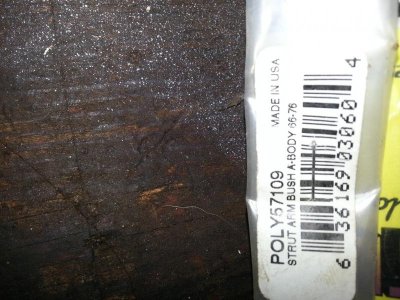 POLY57109
STRUT ARM BUSH A-BODY 66-76
MADE IN USA
6 36169 03060 4